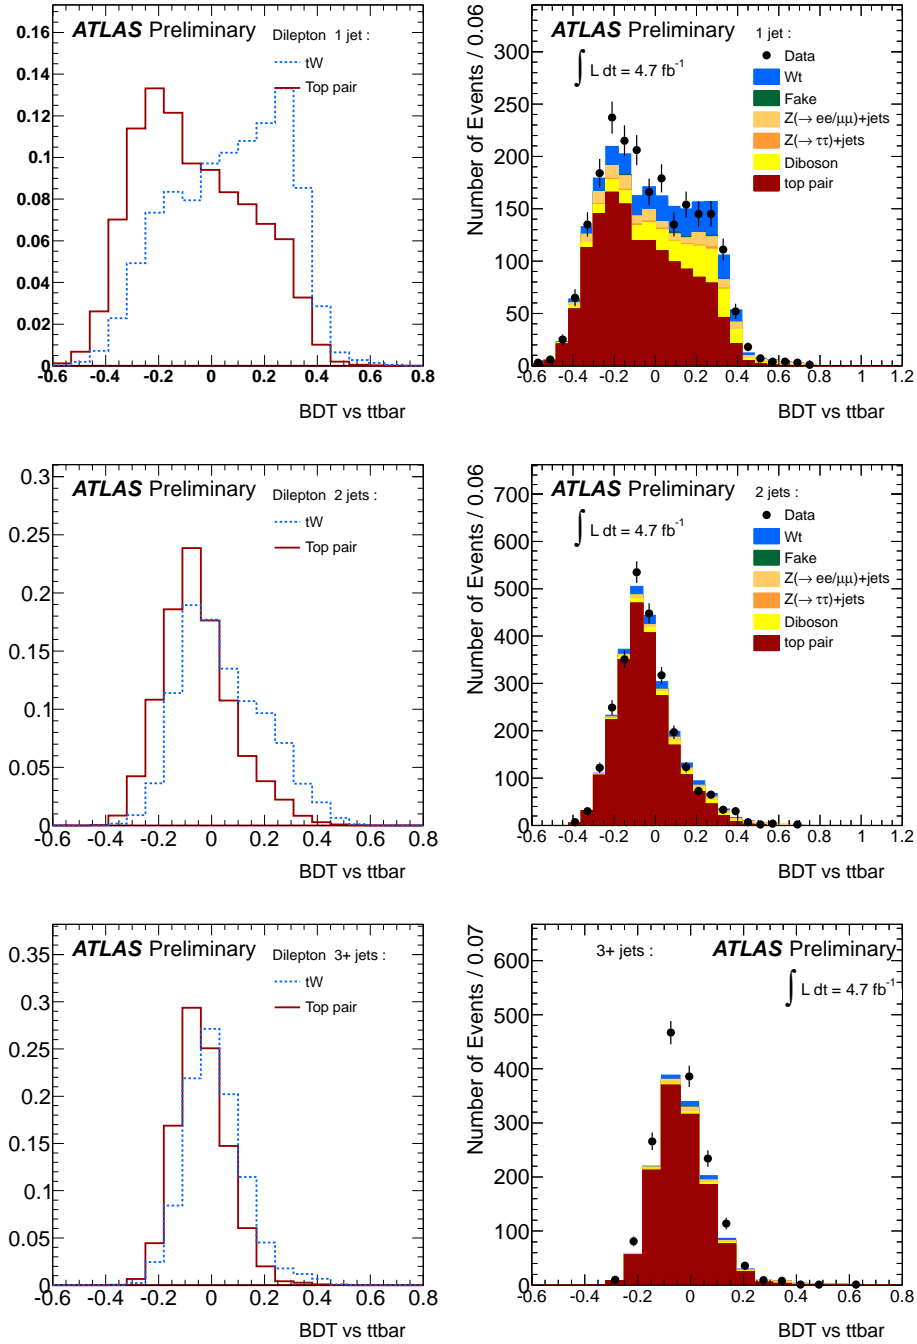 ATLAS Preliminary
Dilepton 1 jet :
tW
Top pair
0.16
0.14
0.12
0.1
0.08
0.06
0.04
0.02
0
-0.6 -0.4 -0.2 0 0.2 0.4 0.6 0.8
BDT vs ttbar
Number of Events / 0.06
ATLAS Preliminary
∫ L dt = 4.7 fb⁻¹
1 jet :
Data
Wt
Fake
Z(→ ee/μμ)+jets
Z(→ ττ)+jets
Diboson
top pair
300
250
200
150
100
50
0
-0.6 -0.4 -0.2 0 0.2 0.4 0.6 0.8 1 1.2
BDT vs ttbar
ATLAS Preliminary
Dilepton 2 jets :
tW
Top pair
0.3
0.25
0.2
0.15
0.1
0.05
0
-0.6 -0.4 -0.2 0 0.2 0.4 0.6 0.8
BDT vs ttbar
Number of Events / 0.06
ATLAS Preliminary
∫ L dt = 4.7 fb⁻¹
2 jets :
Data
Wt
Fake
Z(→ ee/μμ)+jets
Z(→ ττ)+jets
Diboson
top pair
700
600
500
400
300
200
100
0
-0.6 -0.4 -0.2 0 0.2 0.4 0.6 0.8 1 1.2
BDT vs ttbar
ATLAS Preliminary
Dilepton 3+ jets :
tW
Top pair
0.35
0.3
0.25
0.2
0.15
0.1
0.05
0
-0.6 -0.4 -0.2 0 0.2 0.4 0.6 0.8
BDT vs ttbar
Number of Events / 0.07
3+ jets :
ATLAS Preliminary
∫ L dt = 4.7 fb⁻¹
600
500
400
300
200
100
0
-0.6 -0.4 -0.2 0 0.2 0.4 0.6 0.8
BDT vs ttbar